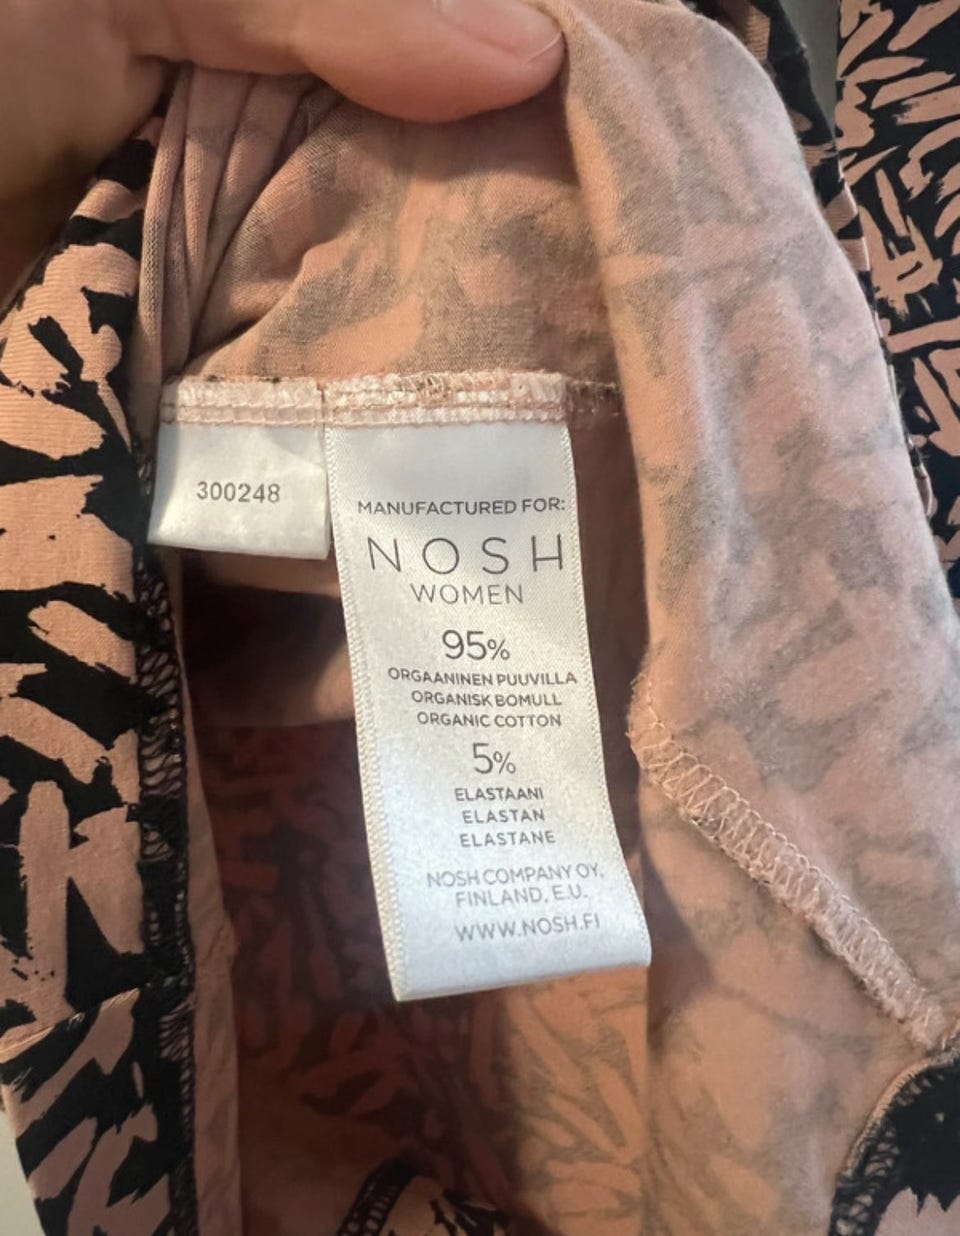 300248
MANUFACTURED FOR:
NOSH
WOMEN
95%
ORGAANINEN PUUVILLA
ORGANISK BOMULL
ORGANIC COTTON
5%
ELASTAANI
ELASTAN
ELASTANE
NOSH COMPANY OY,
FINLAND, E.U.
WWW.NOSH.FI